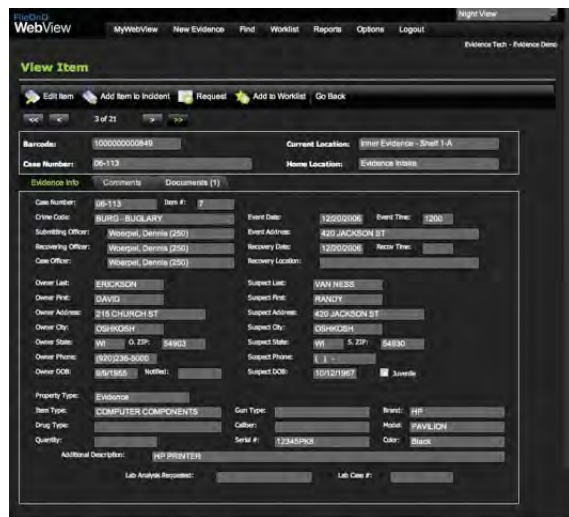 Night View
FileOnQ
WebView MyWebView New Evidence Find Worklist Reports Options Logout
Evidence Tech - Evidence Demo
View Item
Edit Item Add Item to Incident Request Add to Worklist Go Back
<< < 3 of 21 > >>
Barcode: 1000000000849 Current Location: Inner Evidence - Shelf 1-A
Case Number: 06-113 Home Location: Evidence Intake
Evidence Info Comments Documents (1)
Case Number: 06-113 Item #: 7
Crime Code: BURG - BUGLARY Event Date: 12/20/2006 Event Time: 1200
Submitting Officer: Woerpel, Dennis (250) Event Address: 420 JACKSON ST
Recovering Officer: Woerpel, Dennis (250) Recovery Date: 12/20/2006 Recov Time:
Case Officer: Woerpel, Dennis (250) Recovery Location:
Owner Last: ERICKSON Suspect Last: VAN NESS
Owner First: DAVID Suspect First: RANDY
Owner Address: 215 CHURCH ST Suspect Address: 420 JACKSON ST
Owner City: OSHKOSH Suspect City: OSHKOSH
Owner State: WI O. ZIP: 54903 Suspect State: WI S. ZIP: 54930
Owner Phone: (920)236-5000 Suspect Phone: ( ) -
Owner DOB: 9/9/1955 Notified: Suspect DOB: 10/12/1967 Juvenile
Property Type: Evidence
Item Type: COMPUTER COMPONENTS Gun Type: Brand: HP
Drug Type: Caliber: Model: PAVILION
Quantity: Serial #: 12345PK8 Color: Black
Additional Description: HP PRINTER
Lab Analysis Requested: Lab Case #: